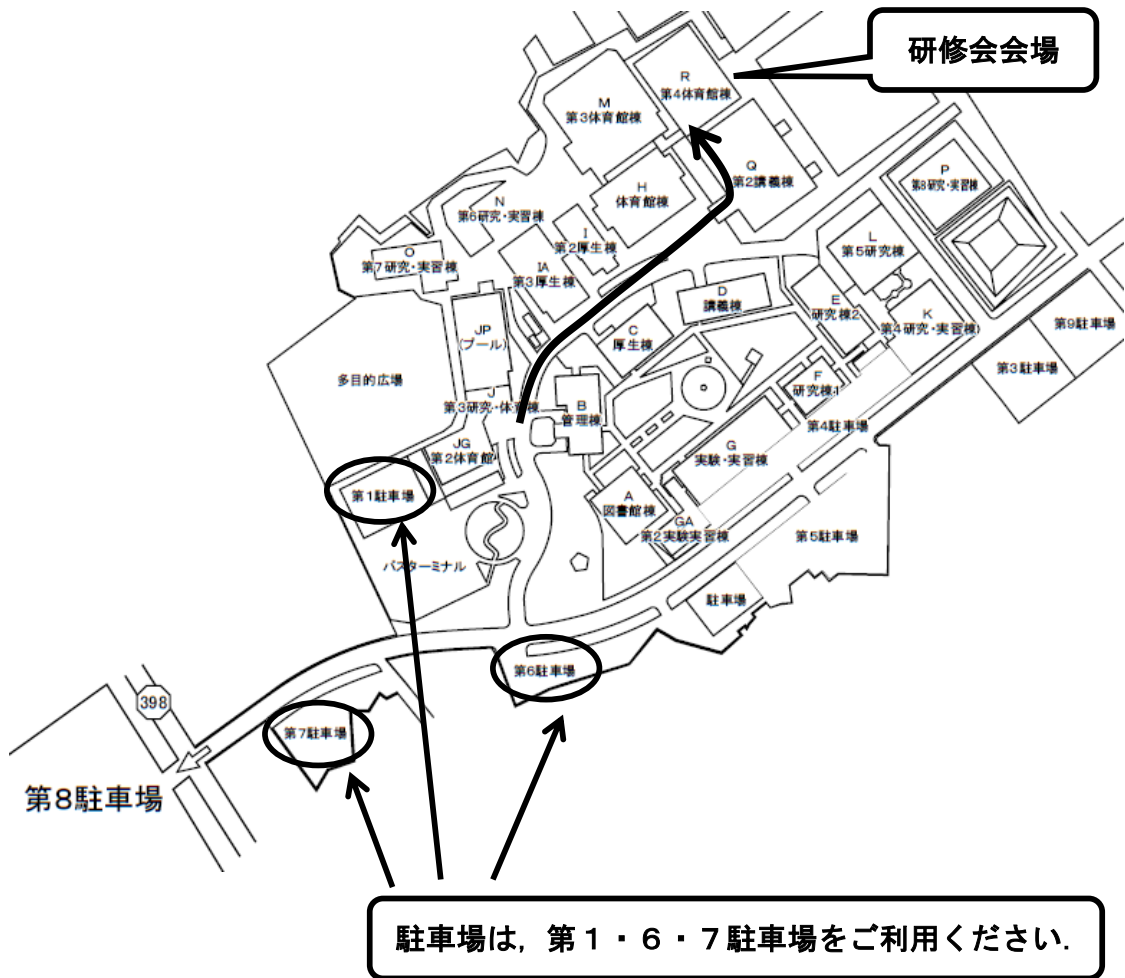 研修会会場
R
第4体育館棟
M
第3体育館棟
Q
第2講義棟
P
第8研究・実習棟
H
体育館棟
N
第6研究・実習棟
I
第2厚生棟
L
第5研究棟
O
第7研究・実習棟
IA
第3厚生棟
D
講義棟
E
研究棟2
K
第4研究・実習棟
JP
(プール)
C
厚生棟
第9駐車場
第3駐車場
多目的広場
F
研究棟1
J
第3研究・体育棟
B
管理棟
第4駐車場
JG
第2体育館
G
実験・実習棟
第1駐車場
A
図書館棟
GA
第2実験実習棟
第5駐車場
バスターミナル
駐車場
第6駐車場
398
第7駐車場
第8駐車場
駐車場は，第１・６・７駐車場をご利用ください．